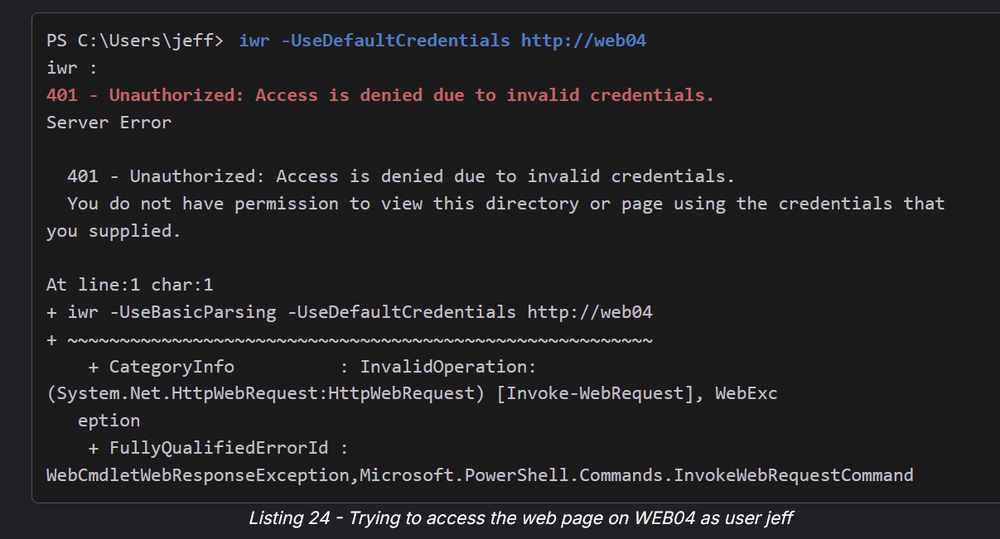 PS C:\Users\jeff> iwr -UseDefaultCredentials http://web04
iwr :
401 - Unauthorized: Access is denied due to invalid credentials.
Server Error
  401 - Unauthorized: Access is denied due to invalid credentials.
  You do not have permission to view this directory or page using the credentials that
you supplied.
At line:1 char:1
+ iwr -UseBasicParsing -UseDefaultCredentials http://web04
+ ~~~~~~~~~~~~~~~~~~~~~~~~~~~~~~~~~~~~~~~~~~~~~~~~~~~~~~~~
    + CategoryInfo          : InvalidOperation:
(System.Net.HttpWebRequest:HttpWebRequest) [Invoke-WebRequest], WebExc
   eption
    + FullyQualifiedErrorId :
WebCmdletWebResponseException,Microsoft.PowerShell.Commands.InvokeWebRequestCommand
Listing 24 - Trying to access the web page on WEB04 as user jeff